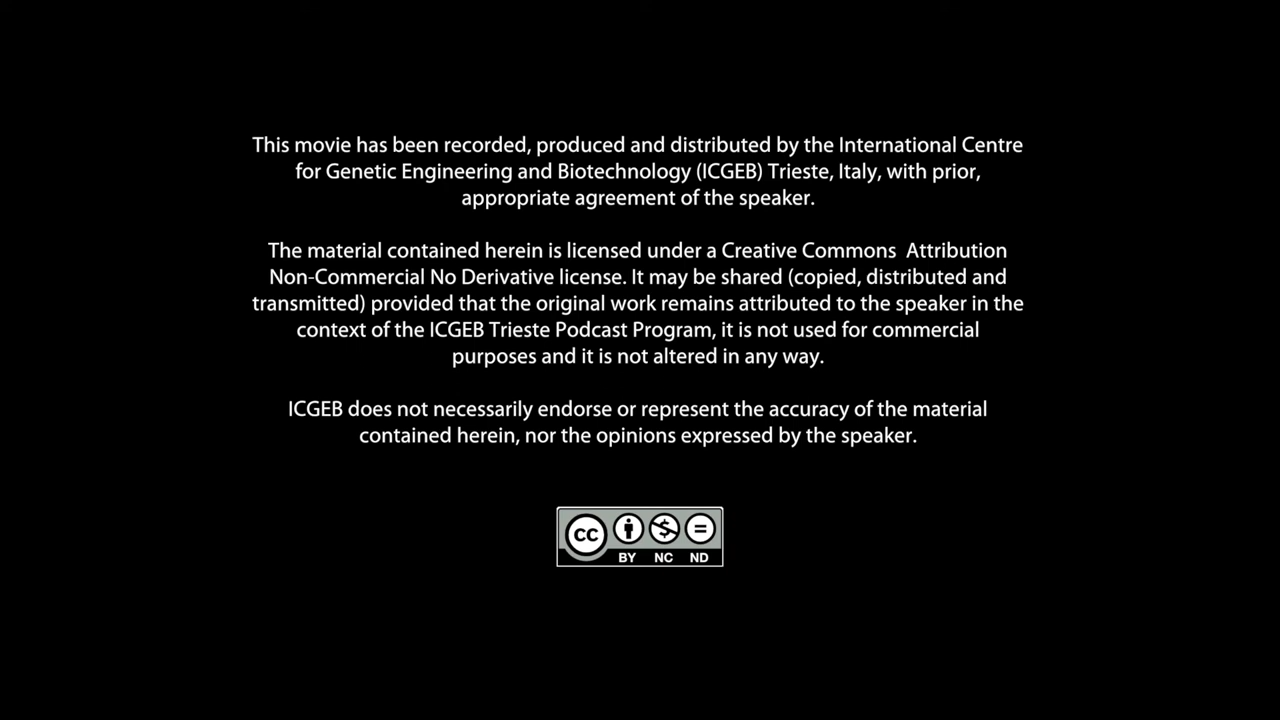 This movie has been recorded, produced and distributed by the International Centre
for Genetic Engineering and Biotechnology (ICGEB) Trieste, Italy, with prior,
appropriate agreement of the speaker.
The material contained herein is licensed under a Creative Commons  Attribution
Non-Commercial No Derivative license. It may be shared (copied, distributed and
transmitted) provided that the original work remains attributed to the speaker in the
context of the ICGEB Trieste Podcast Program, it is not used for commercial
purposes and it is not altered in any way.
ICGEB does not necessarily endorse or represent the accuracy of the material
contained herein, nor the opinions expressed by the speaker.
cc $ =
BY NC ND